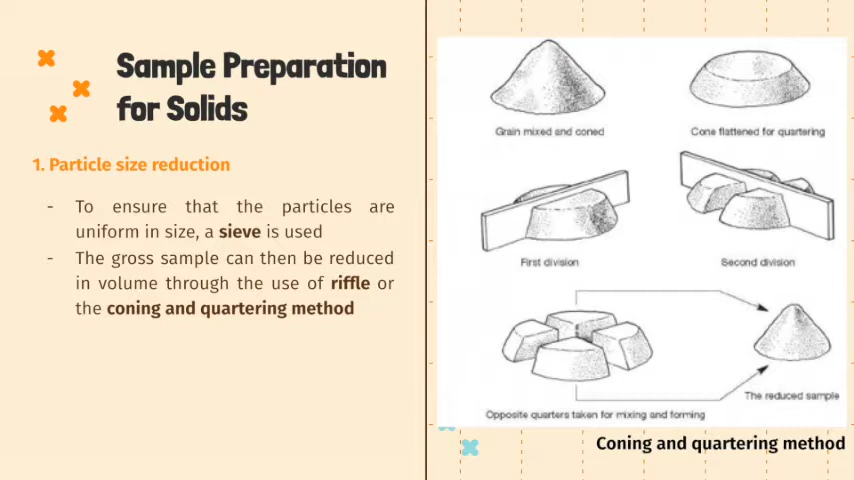 Sample Preparation
for Solids
1. Particle size reduction
- To ensure that the particles are
uniform in size, a sieve is used
- The gross sample can then be reduced
in volume through the use of riffle or
the coning and quartering method
Grain mixed and coned
Cone flattened for quartering
First division
Second division
The reduced sample
Opposite quarters taken for mixing and forming
Coning and quartering method